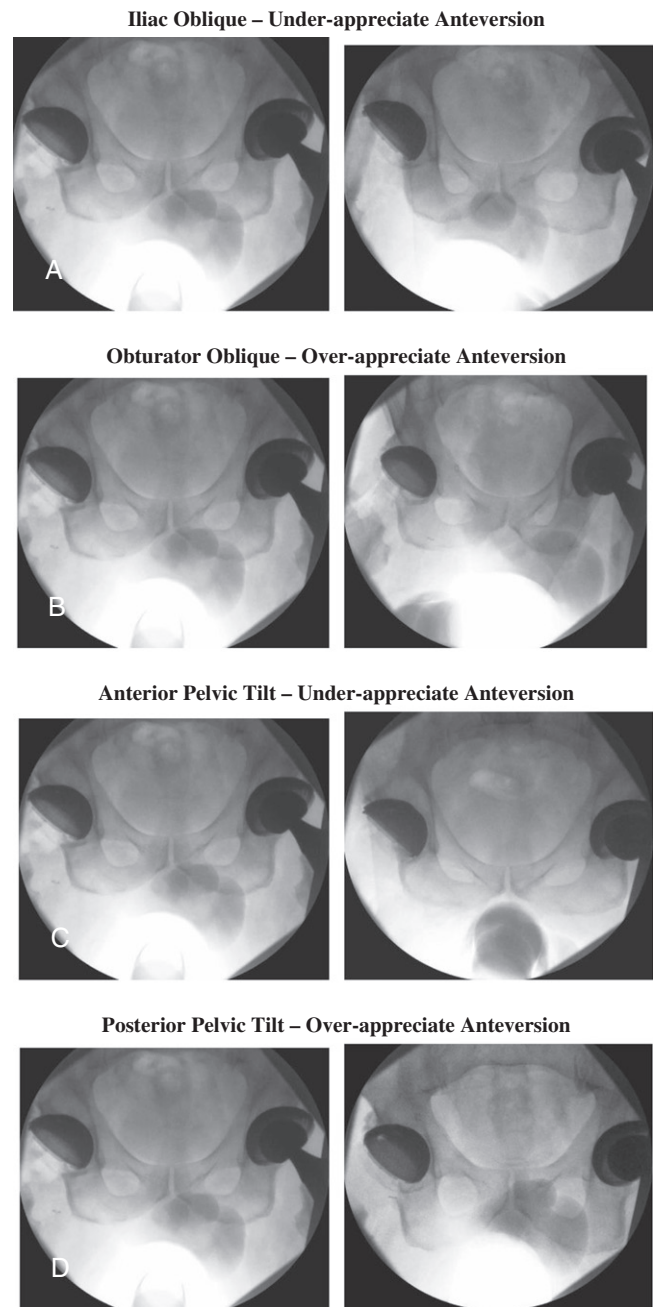 Iliac Oblique – Under-appreciate Anteversion
A
Obturator Oblique – Over-appreciate Anteversion
B
Anterior Pelvic Tilt – Under-appreciate Anteversion
C
Posterior Pelvic Tilt – Over-appreciate Anteversion
D